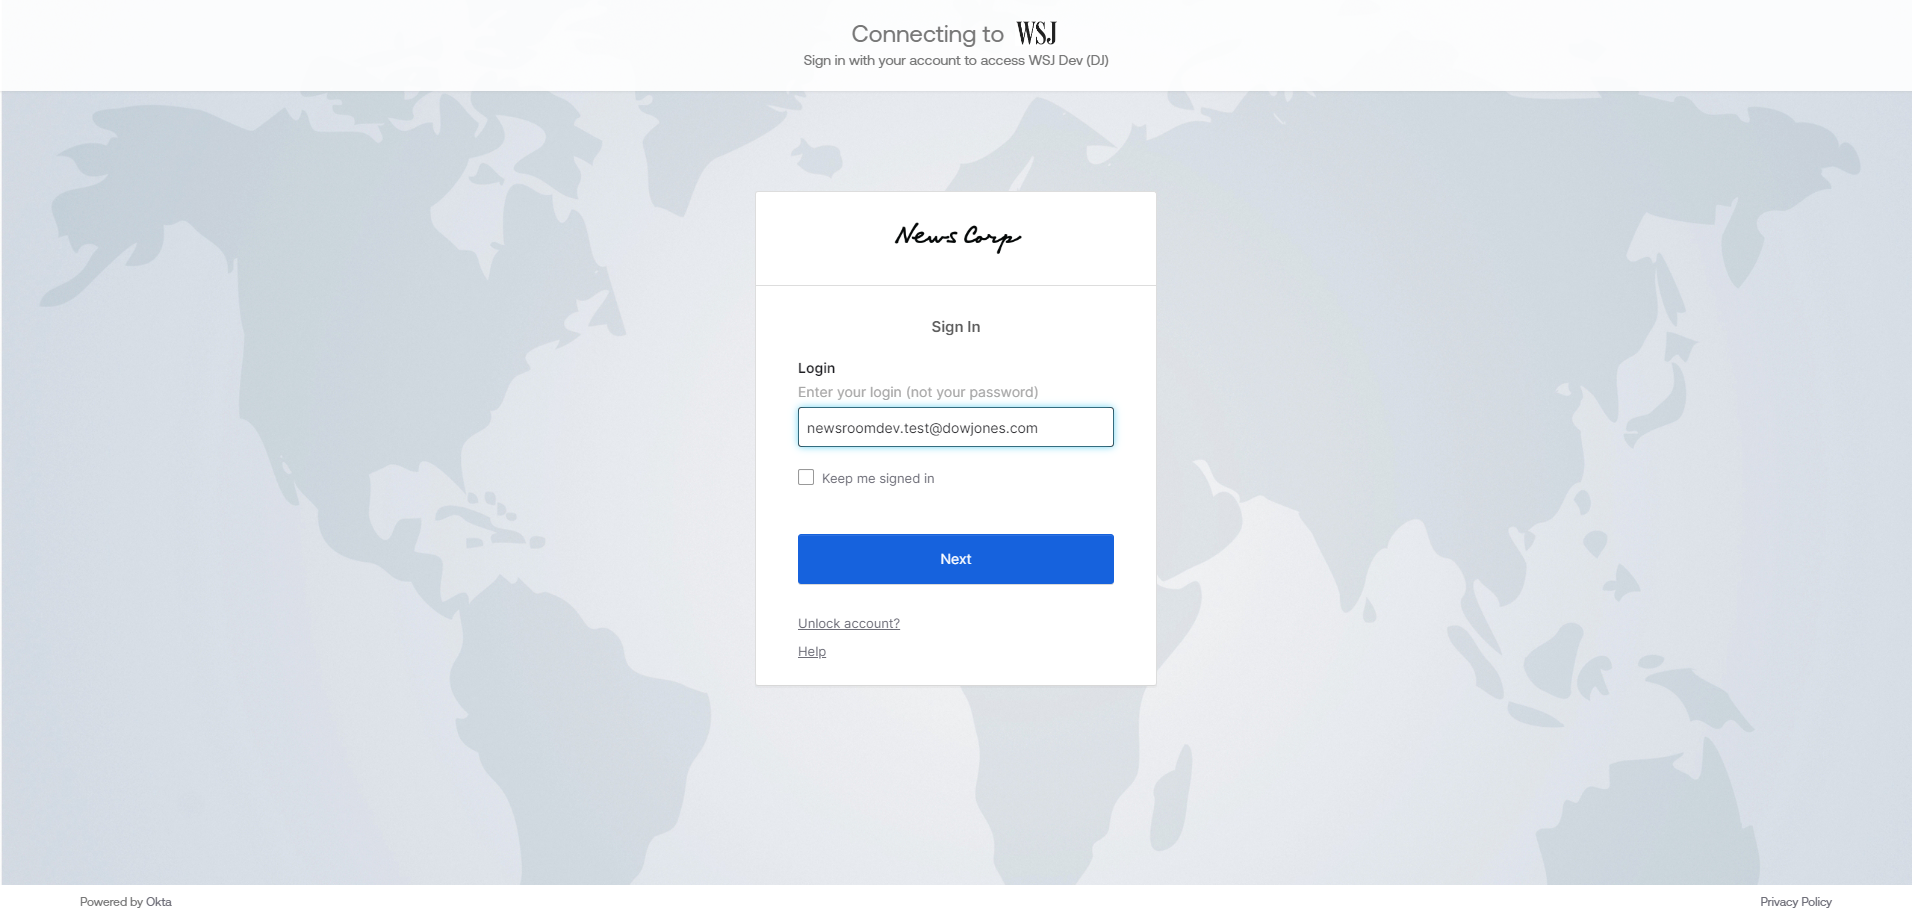 Connecting to WSJ
Sign in with your account to access WSJ Dev (DJ)
News Corp
Sign In
Login
Enter your login (not your password)
newsroomdev.test@dowjones.com
Keep me signed in
Next
Unlock account?
Help
Powered by Okta
Privacy Policy